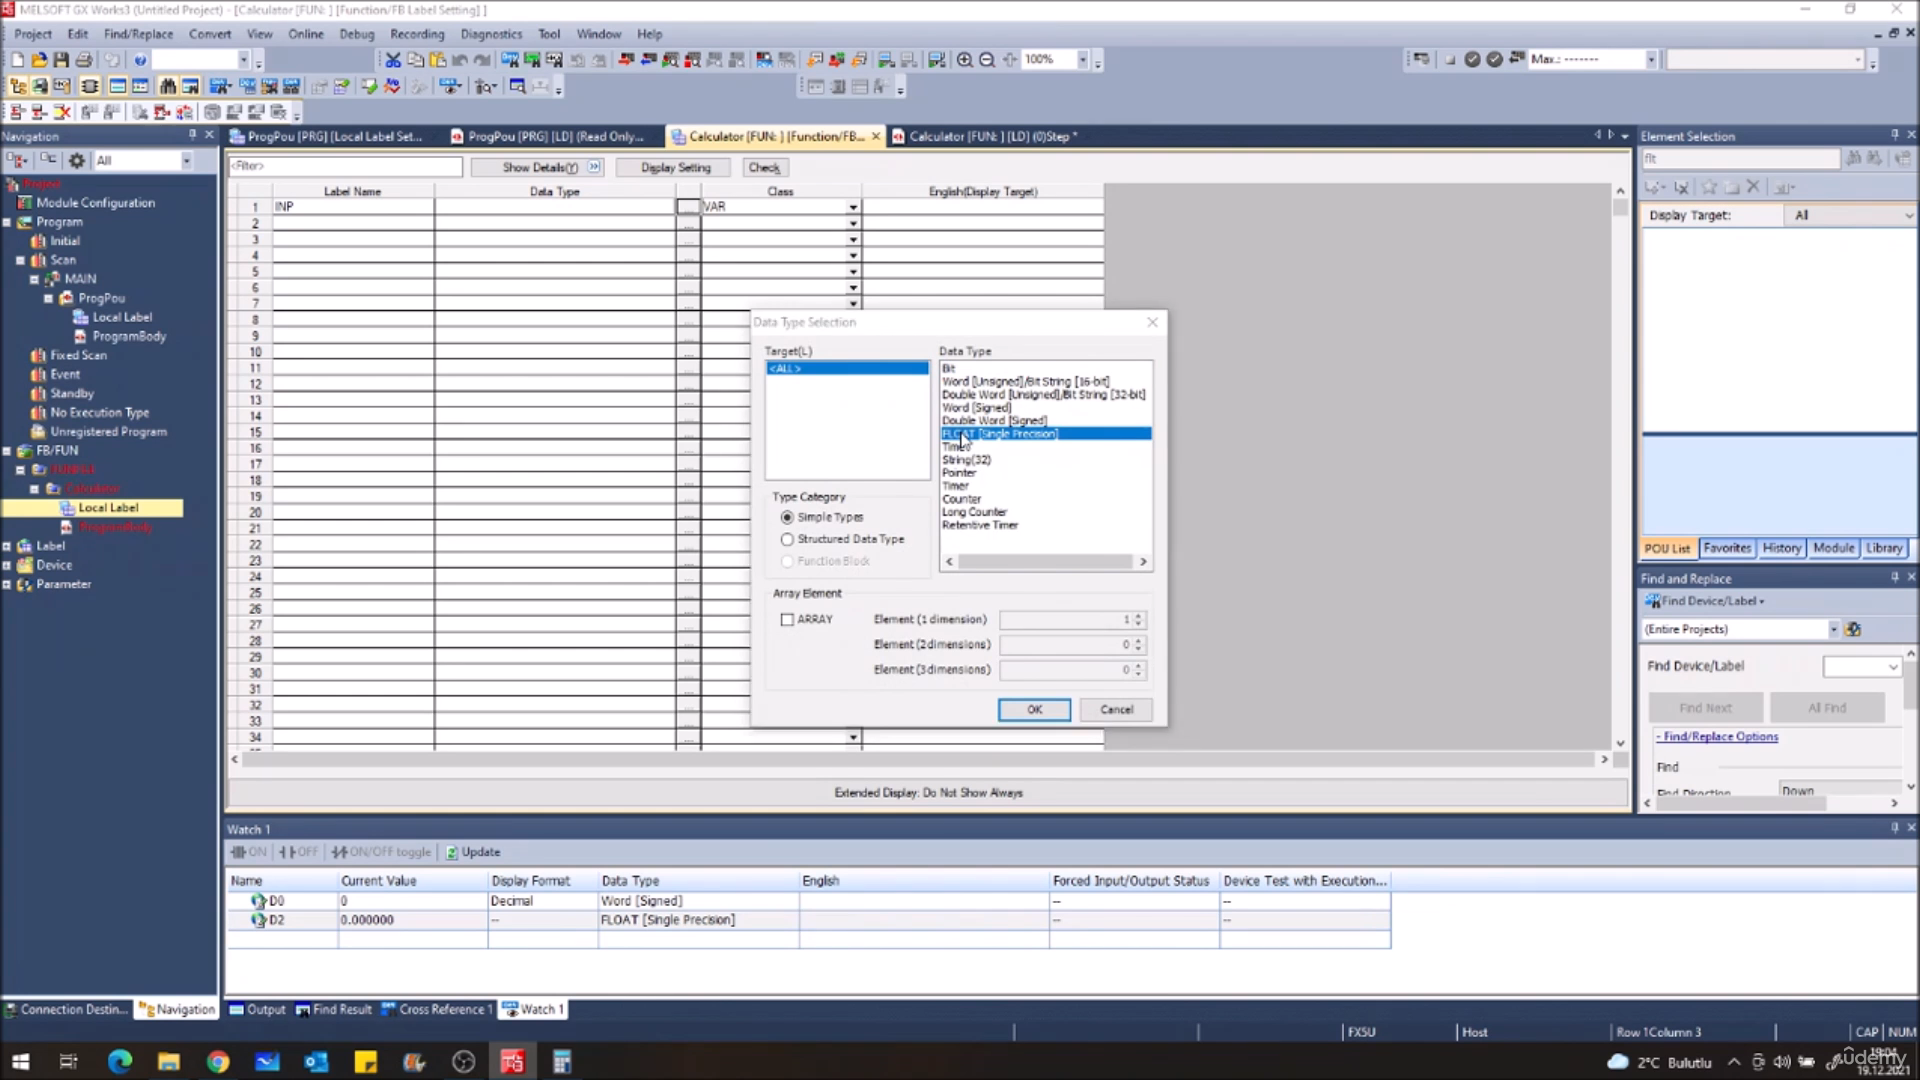 MELSOFT GX Works3 (Untitled Project) - [Calculator [FUN: ] [Function/FB Label Setting] ]
Project Edit Find/Replace Convert View Online Debug Recording Diagnostics Tool Window Help
100%
Max.: -------
Navigation
ProgPou [PRG] [Local Label Set...
ProgPou [PRG] [LD] (Read Only...
Calculator [FUN: ] [Function/FB...
Calculator [FUN: ] [LD] (0)Step *
Element Selection
All
<Filter>
Show Details(Y)
Display Setting
Check
flt
Project
Module Configuration
Program
Initial
Scan
MAIN
ProgPou
Local Label
ProgramBody
Fixed Scan
Event
Standby
No Execution Type
Unregistered Program
FB/FUN
Calculator
Local Label
ProgramBody
Label
Device
Parameter
Label Name Data Type Class English(Display Target)
1 INP ... VAR
2
3
4
5
6
7
8
9
10
11
12
13
14
15
16
17
18
19
20
21
22
23
24
25
26
27
28
29
30
31
32
33
34
Extended Display: Do Not Show Always
Data Type Selection
Target(L)
<ALL>
Data Type
Bit
Word [Unsigned]/Bit String [16-bit]
Double Word [Unsigned]/Bit String [32-bit]
Word [Signed]
Double Word [Signed]
FLOAT [Single Precision]
Time
String(32)
Pointer
Timer
Counter
Long Counter
Retentive Timer
Type Category
Simple Types
Structured Data Type
Function Block
Array Element
ARRAY
Element (1 dimension) 1
Element (2 dimensions) 0
Element (3 dimensions) 0
OK Cancel
Display Target: All
POU List Favorites History Module Library
Find and Replace
Find Device/Label
(Entire Projects)
Find Device/Label
Find Next All Find
- Find/Replace Options
Find
Find Direction Down
Watch 1
ON OFF ON/OFF toggle Update
Name Current Value Display Format Data Type English Forced Input/Output Status Device Test with Execution...
D0 0 Decimal Word [Signed] -- --
D2 0.000000 -- FLOAT [Single Precision] -- --
Connection Destin... Navigation Output Find Result Cross Reference 1 Watch 1
FX5U Host Row 1Column 3 CAP NUM
2°C Bulutlu
19:04
19.12.2021
ûdemy